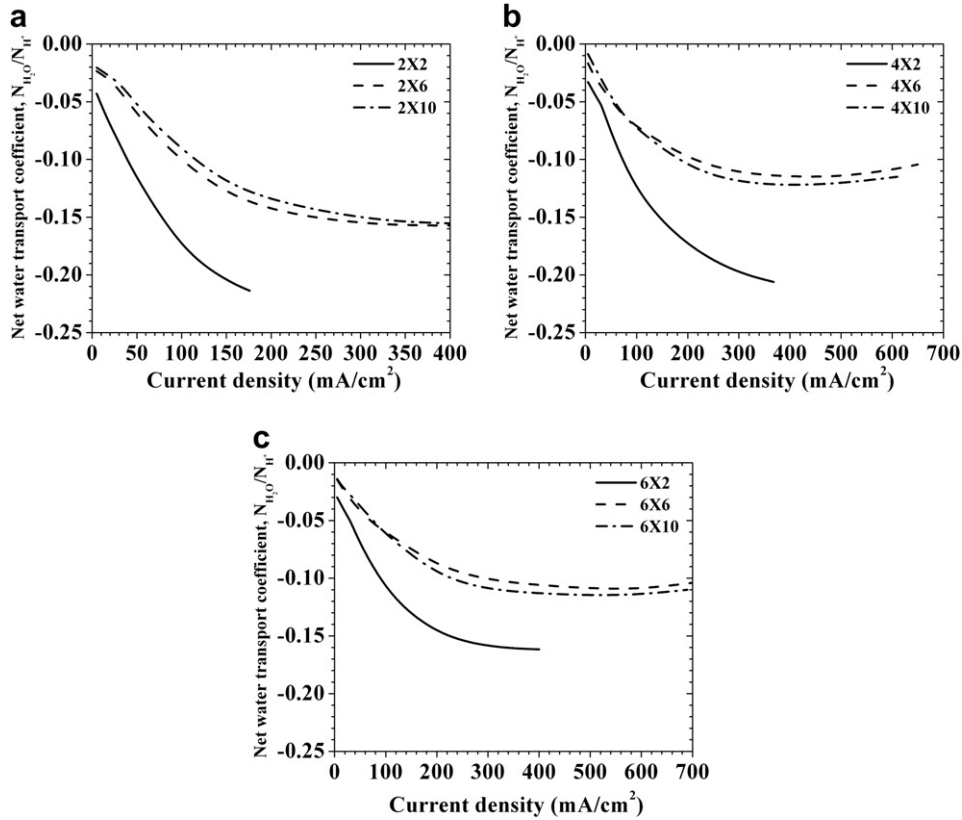 a
Net water transport coefficient, N_H₂O/N_H⁺
0.00
-0.05
-0.10
-0.15
-0.20
-0.25
2X2
2X6
2X10
0 50 100 150 200 250 300 350 400
Current density (mA/cm²)
b
Net water transport coefficient, N_H₂O/N_H⁺
0.00
-0.05
-0.10
-0.15
-0.20
-0.25
4X2
4X6
4X10
0 100 200 300 400 500 600 700
Current density (mA/cm²)
c
Net water transport coefficient, N_H₂O/N_H⁺
0.00
-0.05
-0.10
-0.15
-0.20
-0.25
6X2
6X6
6X10
0 100 200 300 400 500 600 700
Current density (mA/cm²)